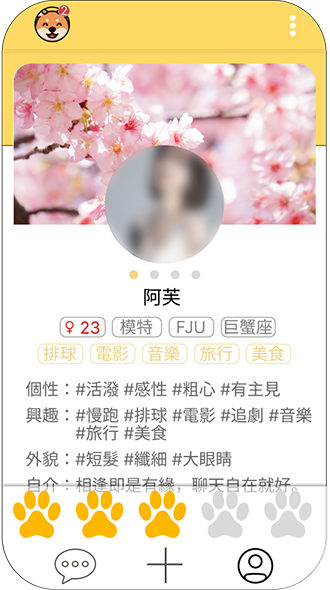 2
阿芙
♀ 23 模特 FJU 巨蟹座
排球 電影 音樂 旅行 美食
個性：#活潑 #感性 #粗心 #有主見
興趣：#慢跑 #排球 #電影 #追劇 #音樂
#旅行 #美食
外貌：#短髮 #纖細 #大眼睛
自介：相逢即是有緣，聊天自在就好。